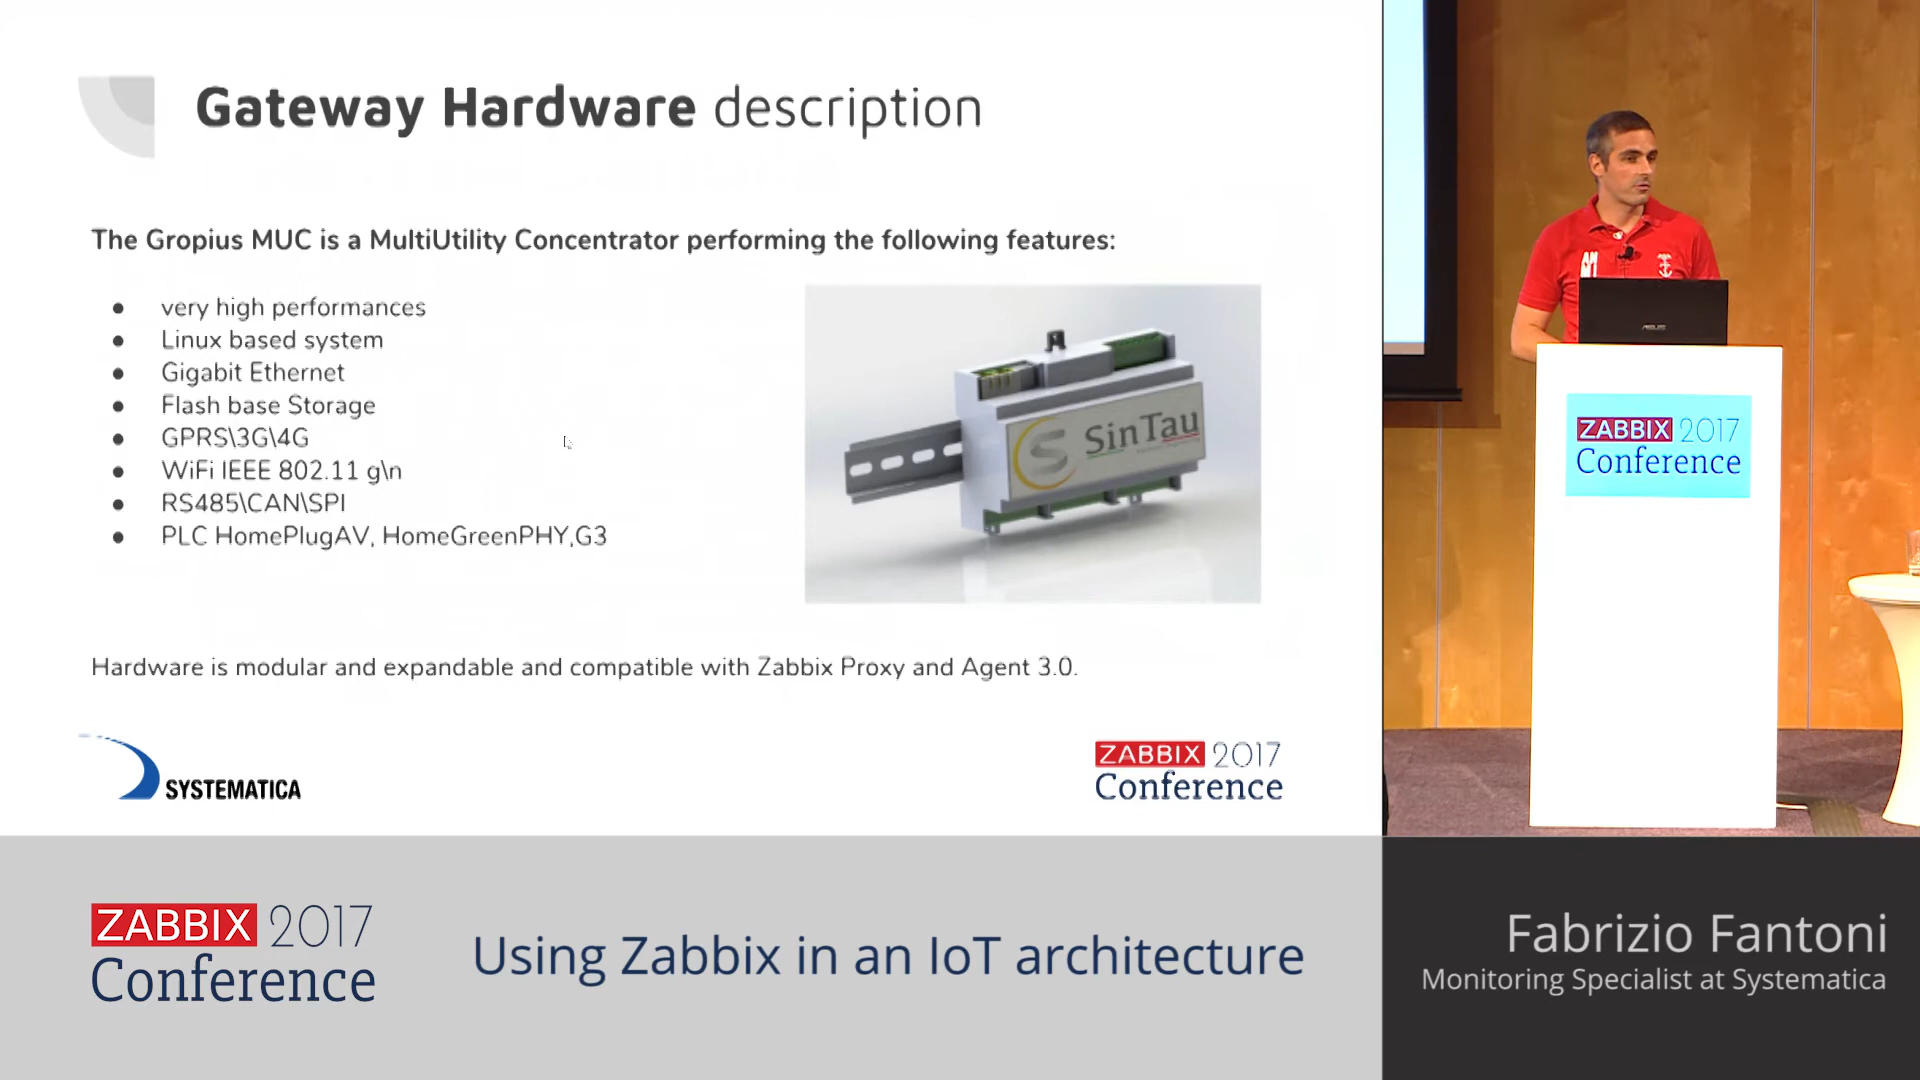 Gateway Hardware description
The Gropius MUC is a MultiUtility Concentrator performing the following features:
● very high performances
● Linux based system
● Gigabit Ethernet
● Flash base Storage
● GPRS\3G\4G
● WiFi IEEE 802.11 g\n
● RS485\CAN\SPI
● PLC HomePlugAV, HomeGreenPHY,G3
SinTau
Hardware is modular and expandable and compatible with Zabbix Proxy and Agent 3.0.
SYSTEMATICA
ZABBIX 2017
Conference
ASUS
ZABBIX 2017
Conference
ZABBIX 2017
Conference
Using Zabbix in an IoT architecture
Fabrizio Fantoni
Monitoring Specialist at Systematica